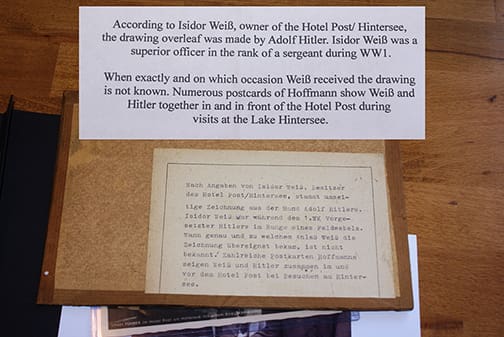 According to Isidor Weiß, owner of the Hotel Post/ Hintersee,
the drawing overleaf was made by Adolf Hitler. Isidor Weiß was a
superior officer in the rank of a sergeant during WW1.
When exactly and on which occasion Weiß received the drawing
is not known. Numerous postcards of Hoffmann show Weiß and
Hitler together in and in front of the Hotel Post during
visits at the Lake Hintersee.
Nach Angaben von Isidor Weiß, Besitzer
des Hotel Post/Hintersee, stammt umsei-
tige Zeichnung aus der Hand Adolf Hitlers.
Isidor Weiß war während des 1.WK Vorge-
setzter Hitlers im Range eines Feldwebels.
Wann genau und zu welchem Anlaß Weiß die
Zeichnung übereignet bekam, ist nicht
bekannt. Zahlreiche Postkarten Hoffmanns
zeigen Weiß und Hitler zusammen im und
vor dem Hotel Post bei Besuchen am Hinter-
see.